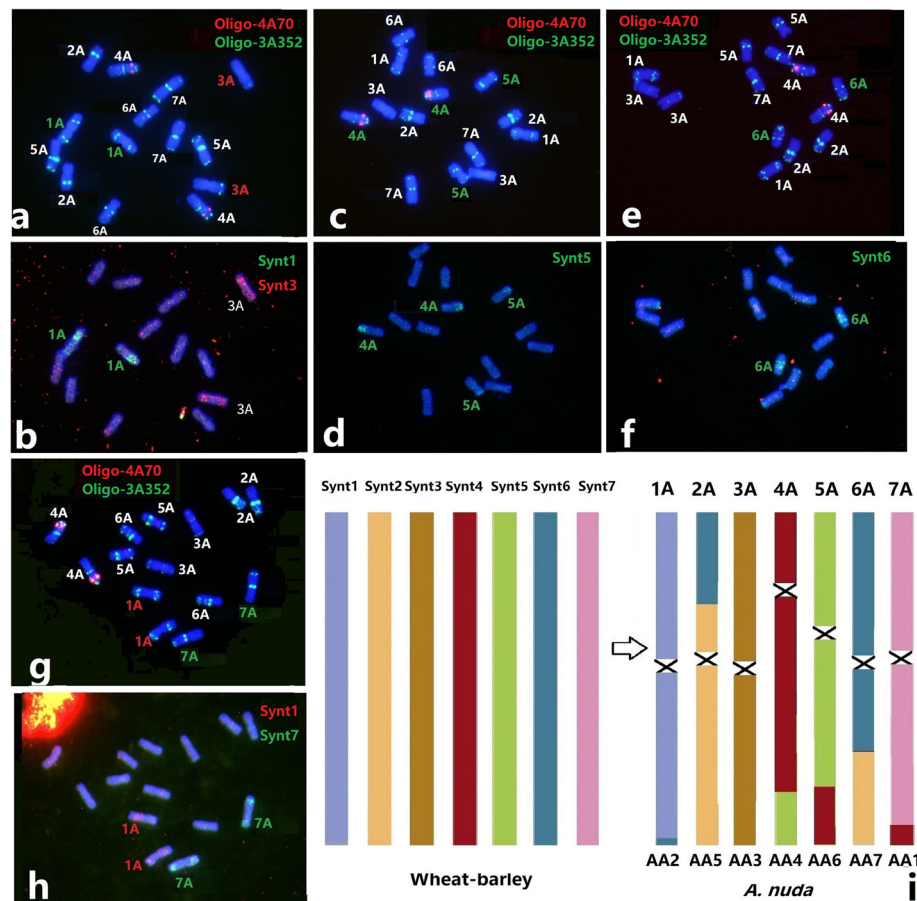 Oligo-4A70
Oligo-3A352
2A
4A
3A
7A
6A
1A
5A
1A
7A
5A
2A
3A
4A
6A
a
Oligo-4A70
Oligo-3A352
6A
1A
6A
5A
3A
4A
4A
2A
2A
1A
7A
3A
7A
5A
c
Oligo-4A70
Oligo-3A352
5A
5A
7A
1A
4A
6A
3A
3A
7A
4A
6A
2A
2A
1A
e
Synt1
Synt3
3A
1A
1A
3A
b
Synt5
4A
5A
4A
5A
d
Synt6
6A
6A
f
Oligo-4A70
Oligo-3A352
2A
4A
5A
6A
2A
3A
5A
3A
4A
1A
6A
7A
1A
7A
g
Synt1
Synt7
1A
7A
1A
7A
h
Synt1 Synt2 Synt3 Synt4 Synt5 Synt6 Synt7
1A 2A 3A 4A 5A 6A 7A
AA2 AA5 AA3 AA4 AA6 AA7 AA1
Wheat-barley
A. nuda
i